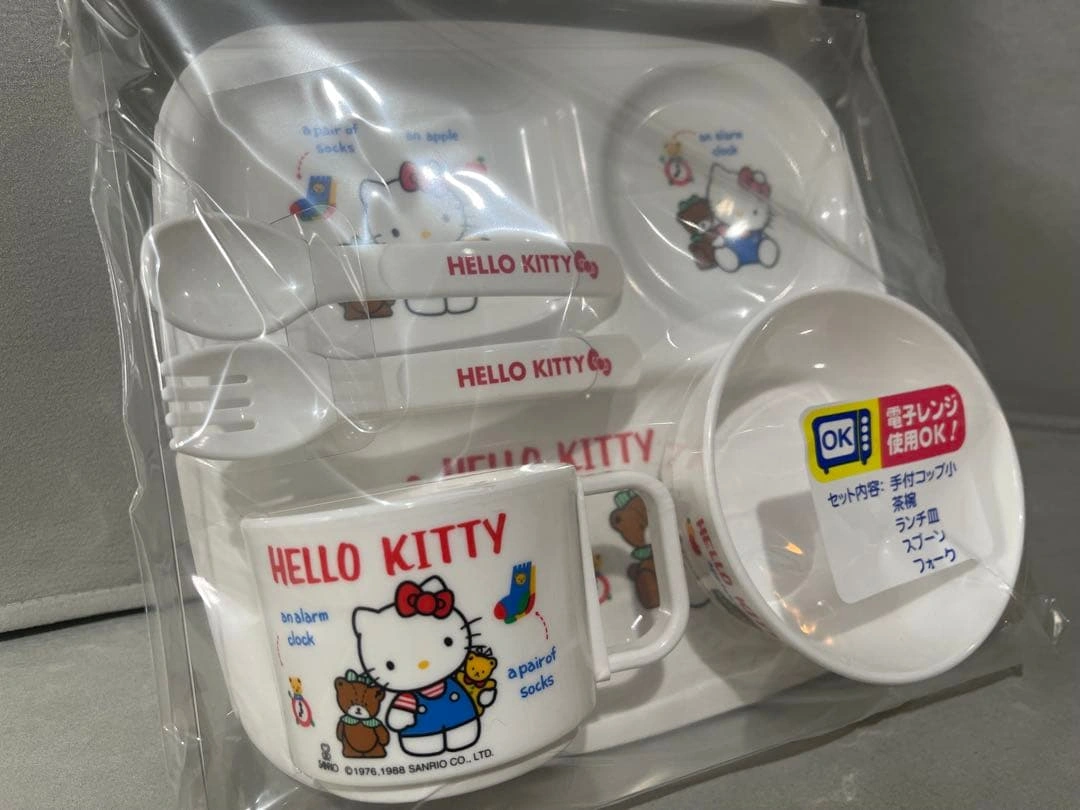 a pair of
socks
an apple
an alarm
clock
HELLO KITTY
HELLO KITTY
HELLO KITTY
OK
電子レンジ
使用OK!
セット内容: 手付コップ小
茶椀
ランチ皿
スプーン
フォーク
HELLO KITTY
an alarm
clock
a pair of
socks
SANRIO
©1976, 1988 SANRIO CO., LTD.
HELLO KI